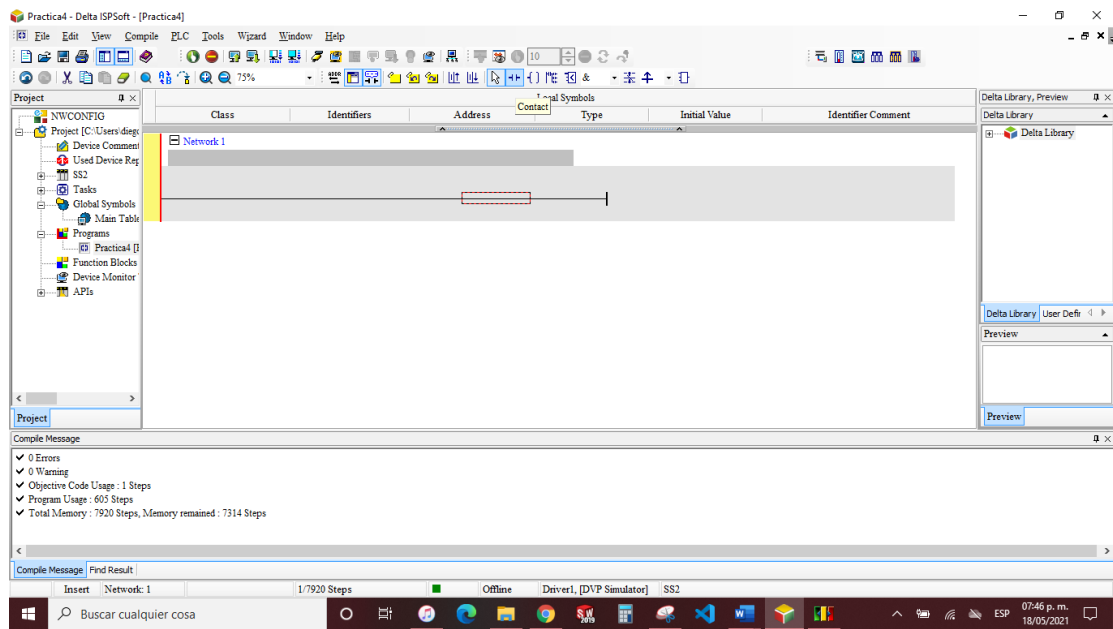 Practica4 - Delta ISPSoft - [Practica4]
File Edit View Compile PLC Tools Wizard Window Help
10
75%
&
Project
Local Symbols
Delta Library, Preview
Contact
NWCONFIG
Class Identifiers Address Type Initial Value Identifier Comment
Delta Library
Project [C:\Users\diego
Device Comment
Used Device Rep
SS2
Tasks
Global Symbols
Main Table
Programs
Practica4 [P
Function Blocks
Device Monitor
APIs
Network 1
Delta Library
Delta Library User Defir
Preview
Project
Preview
Compile Message
0 Errors
0 Warning
Objective Code Usage : 1 Steps
Program Usage : 605 Steps
Total Memory : 7920 Steps, Memory remained : 7314 Steps
Compile Message Find Result
Insert Network: 1 1/7920 Steps Offline Driver1, [DVP Simulator] SS2
Buscar cualquier cosa
SW
2019
ESP
07:46 p. m.
18/05/2021